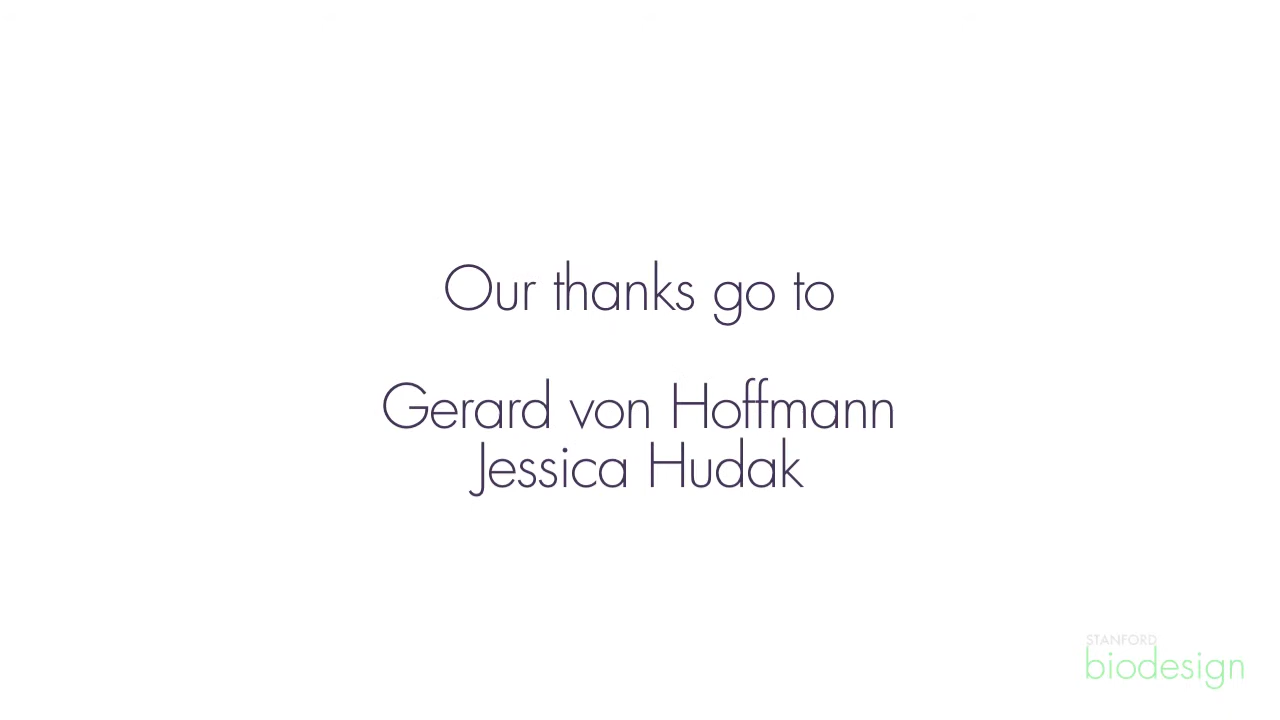 Our thanks go to
Gerard von Hoffmann
Jessica Hudak
STANFORD
biodesign